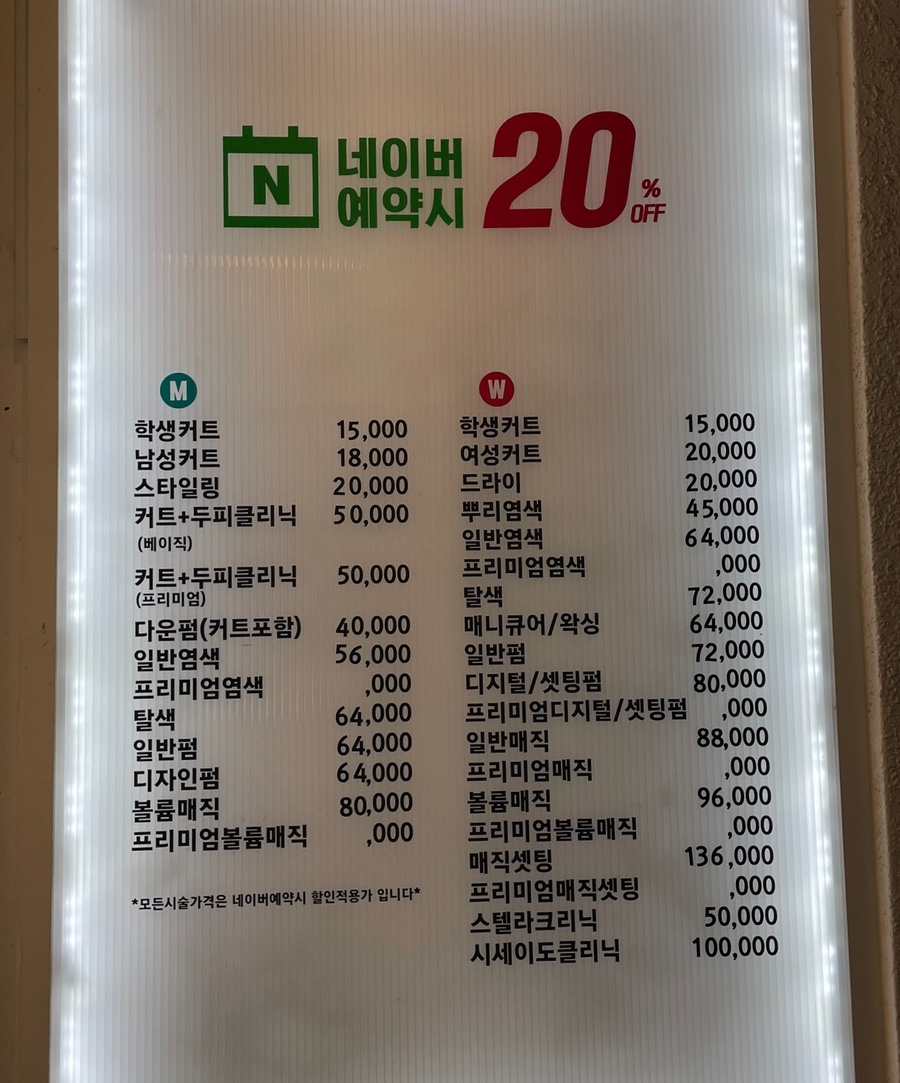 N
네이버
예약시
20
%
OFF
M
학생커트 15,000
남성커트 18,000
스타일링 20,000
커트+두피클리닉 50,000
(베이직)
커트+두피클리닉 50,000
(프리미엄)
다운펌(커트포함) 40,000
일반염색 56,000
프리미엄염색 ,000
탈색 64,000
일반펌 64,000
디자인펌 64,000
볼륨매직 80,000
프리미엄볼륨매직 ,000
*모든시술가격은 네이버예약시 할인적용가 입니다*
W
학생커트 15,000
여성커트 20,000
드라이 20,000
뿌리염색 45,000
일반염색 64,000
프리미엄염색 ,000
탈색 72,000
매니큐어/왁싱 64,000
일반펌 72,000
디지털/셋팅펌 80,000
프리미엄디지털/셋팅펌 ,000
일반매직 88,000
프리미엄매직 ,000
볼륨매직 96,000
프리미엄볼륨매직 ,000
매직셋팅 136,000
프리미엄매직셋팅 ,000
스텔라크리닉 50,000
시세이도클리닉 100,000